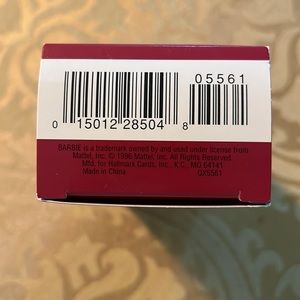 05561
0 15012 28504 8
BARBIE is a trademark owned by and used under license from
Mattel, Inc. © 1996 Mattel, Inc. All Rights Reserved.
Mfg. for Hallmark Cards, Inc., K.C., MO 64141
Made in China QX5561